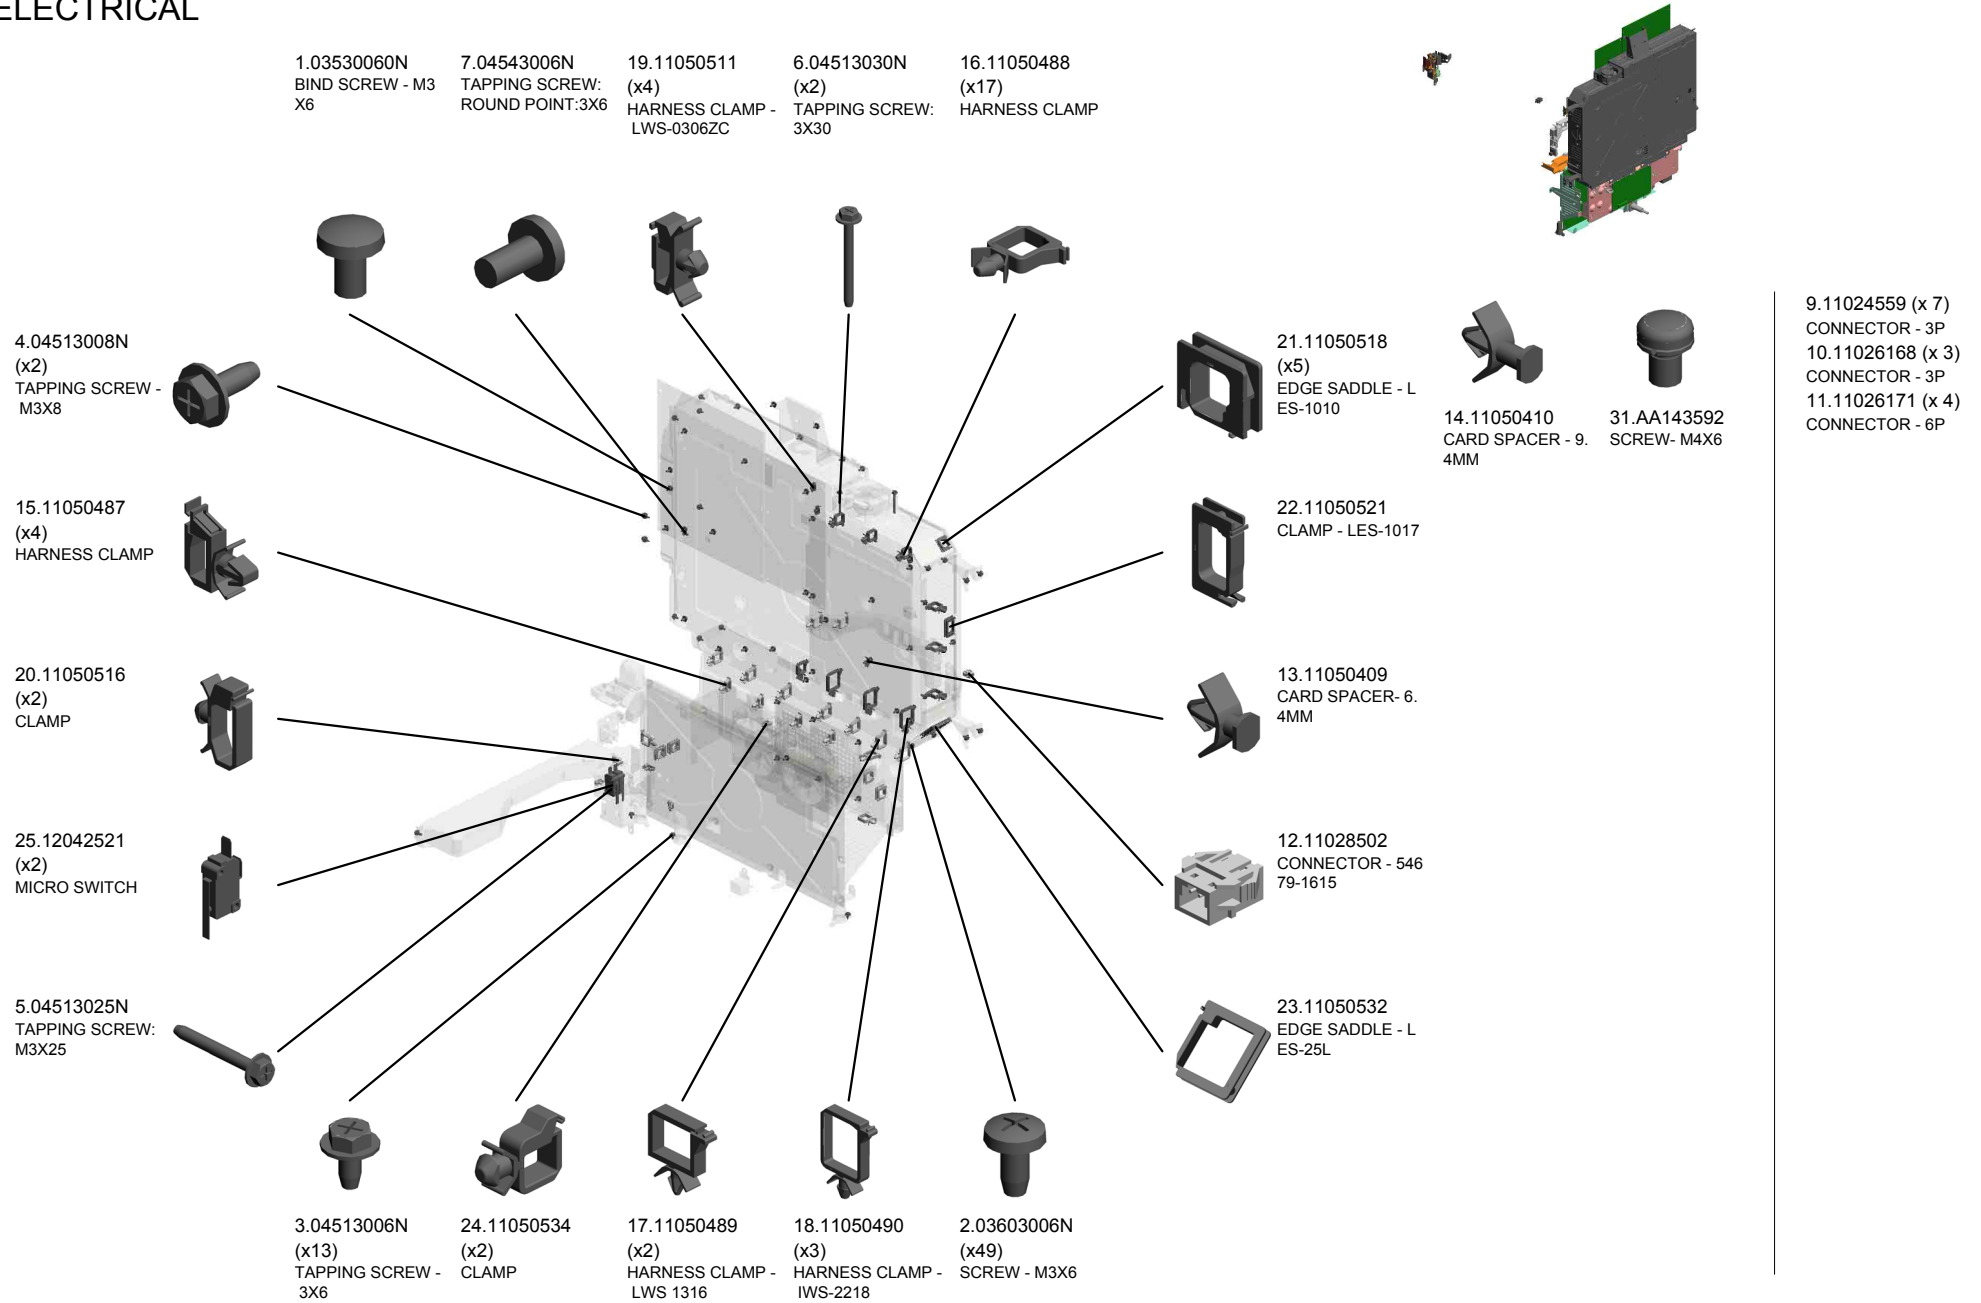 ELECTRICAL
1.03530060N
BIND SCREW - M3
X6
7.04543006N
TAPPING SCREW:
ROUND POINT:3X6
19.11050511
(x4)
HARNESS CLAMP -
LWS-0306ZC
6.04513030N
(x2)
TAPPING SCREW:
3X30
16.11050488
(x17)
HARNESS CLAMP
4.04513008N
(x2)
TAPPING SCREW -
M3X8
15.11050487
(x4)
HARNESS CLAMP
20.11050516
(x2)
CLAMP
25.12042521
(x2)
MICRO SWITCH
5.04513025N
TAPPING SCREW:
M3X25
21.11050518
(x5)
EDGE SADDLE - L
ES-1010
22.11050521
CLAMP - LES-1017
13.11050409
CARD SPACER- 6.
4MM
12.11028502
CONNECTOR - 546
79-1615
23.11050532
EDGE SADDLE - L
ES-25L
14.11050410
CARD SPACER - 9.
4MM
31.AA143592
SCREW- M4X6
9.11024559 (x 7)
CONNECTOR - 3P
10.11026168 (x 3)
CONNECTOR - 3P
11.11026171 (x 4)
CONNECTOR - 6P
3.04513006N
(x13)
TAPPING SCREW -
3X6
24.11050534
(x2)
CLAMP
17.11050489
(x2)
HARNESS CLAMP -
LWS 1316
18.11050490
(x3)
HARNESS CLAMP -
IWS-2218
2.03603006N
(x49)
SCREW - M3X6